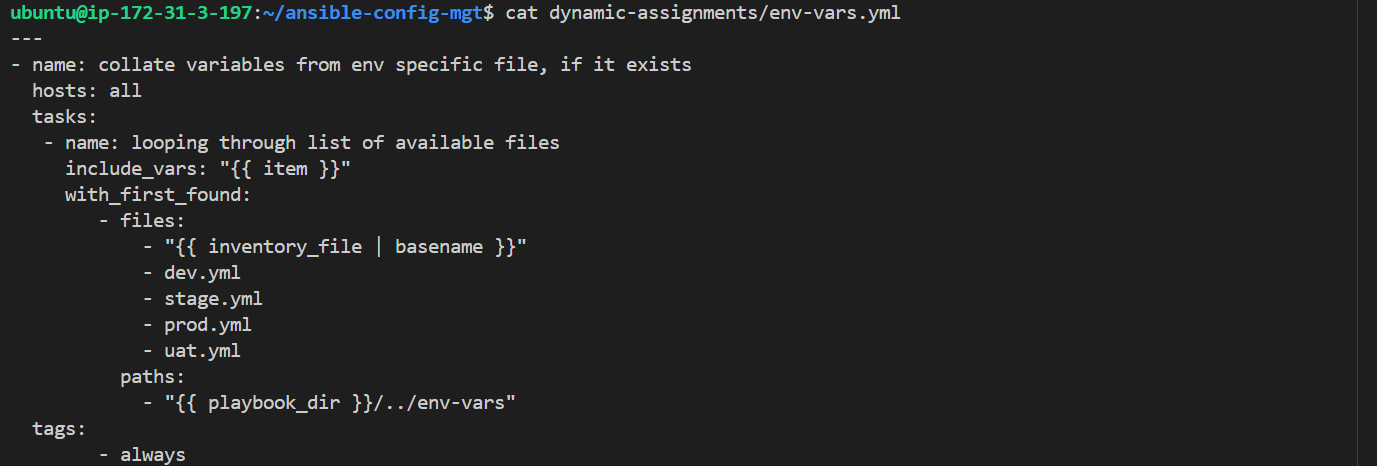 ubuntu@ip-172-31-3-197:~/ansible-config-mgt$ cat dynamic-assignments/env-vars.yml
---
- name: collate variables from env specific file, if it exists
  hosts: all
  tasks:
   - name: looping through list of available files
     include_vars: "{{ item }}"
     with_first_found:
        - files:
            - "{{ inventory_file | basename }}"
            - dev.yml
            - stage.yml
            - prod.yml
            - uat.yml
          paths:
            - "{{ playbook_dir }}/../env-vars"
  tags:
        - always